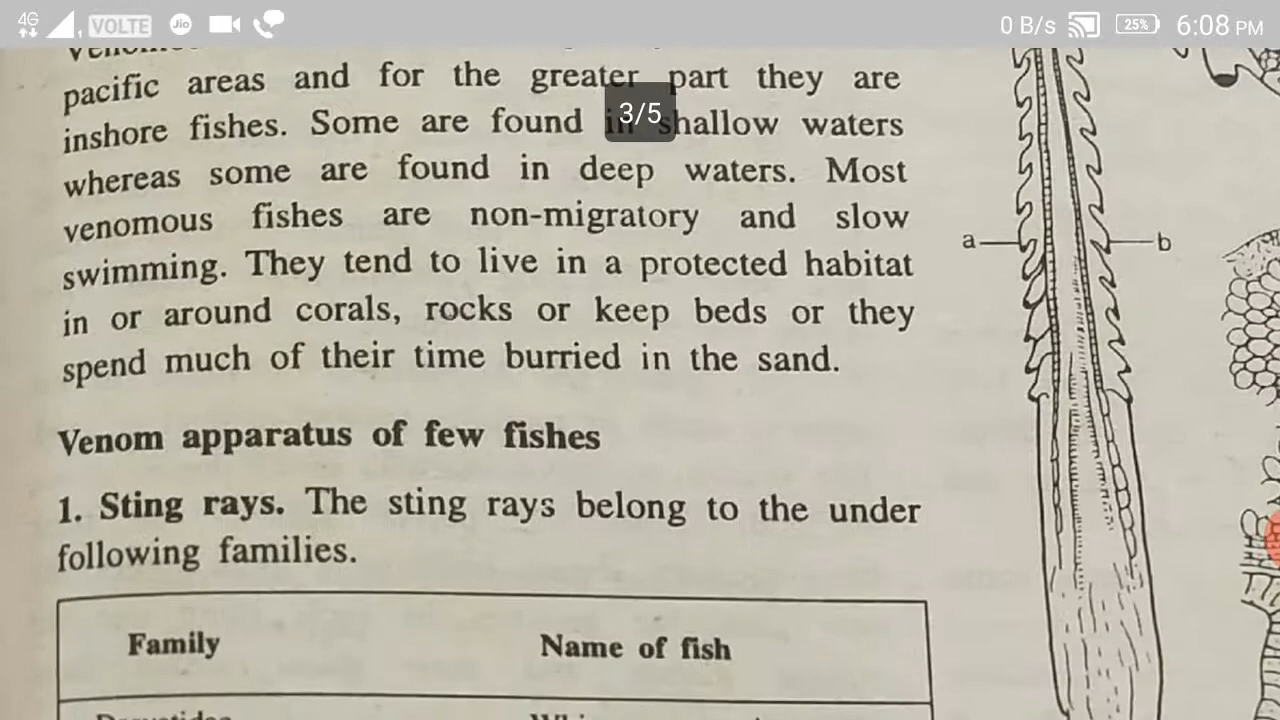 4G VOLTE Jio 0 B/s 25% 6:08 PM
pacific areas and for the greater part they are
3/5
inshore fishes. Some are found in shallow waters
whereas some are found in deep waters. Most
venomous fishes are non-migratory and slow
swimming. They tend to live in a protected habitat
in or around corals, rocks or keep beds or they
spend much of their time burried in the sand.
a
b
Venom apparatus of few fishes
1. Sting rays. The sting rays belong to the under
following families.
Family Name of fish